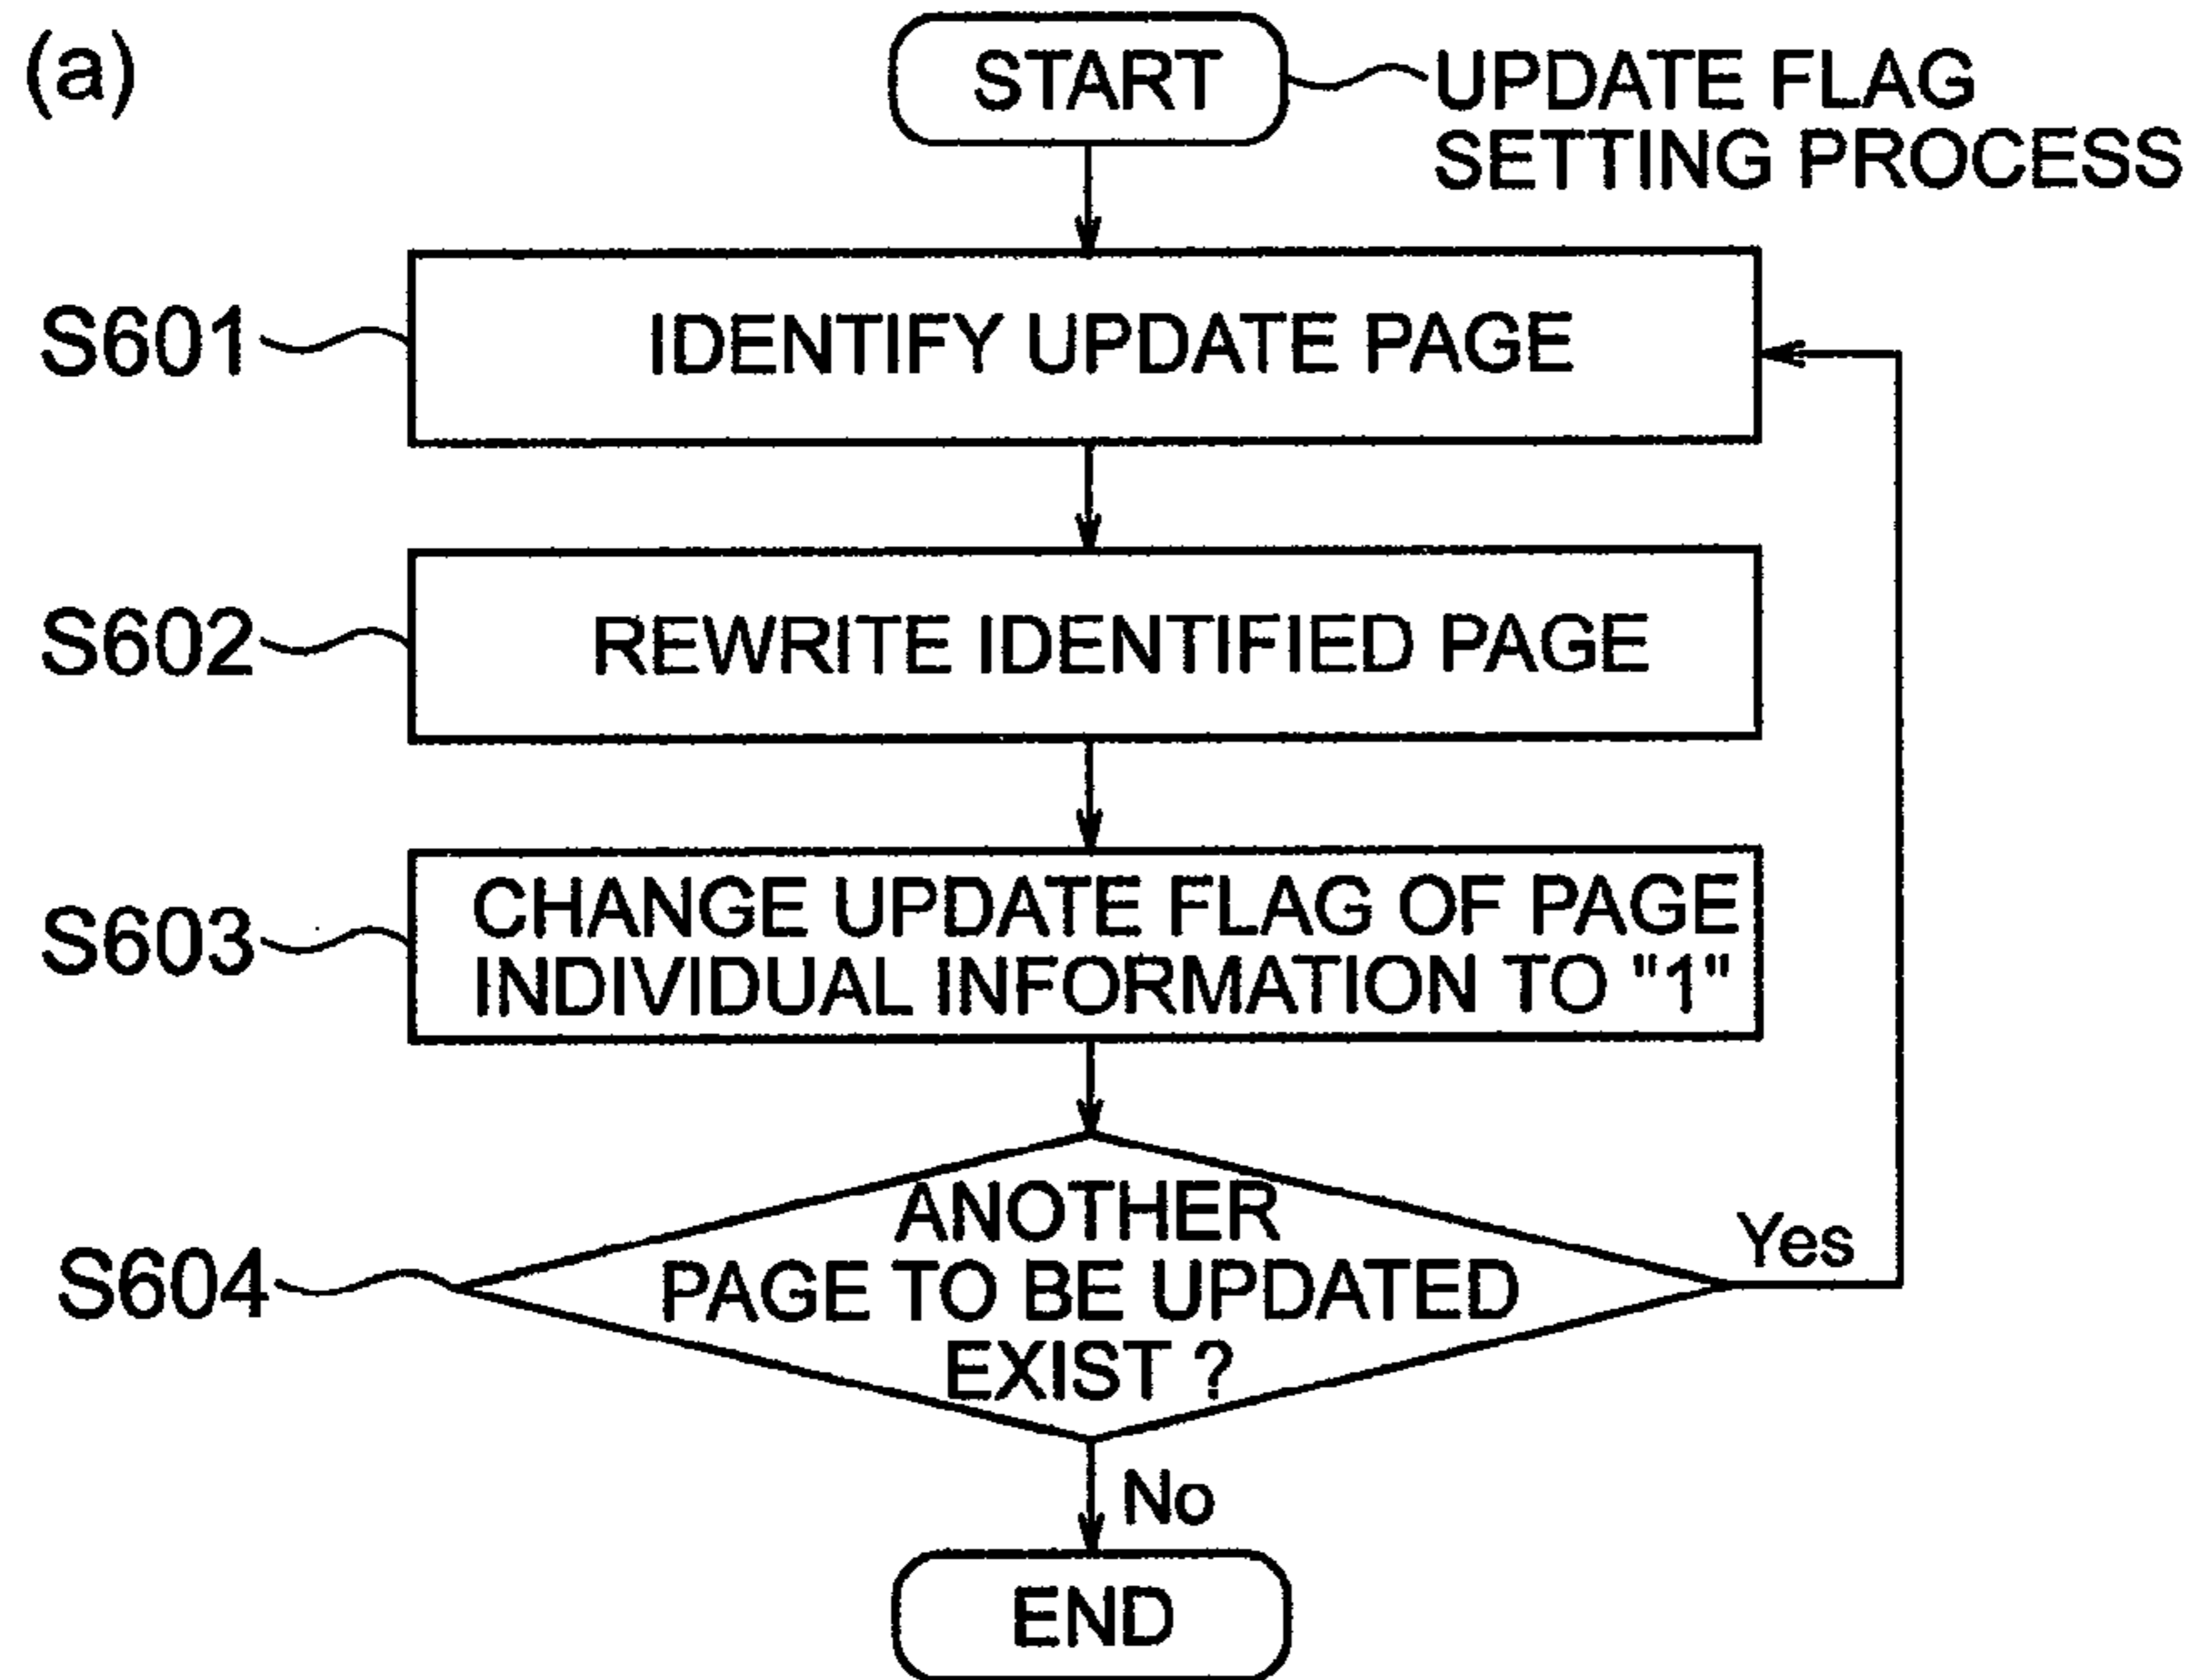 (a)
START
UPDATE FLAG
SETTING PROCESS
S601
IDENTIFY UPDATE PAGE
S602
REWRITE IDENTIFIED PAGE
S603
CHANGE UPDATE FLAG OF PAGE
INDIVIDUAL INFORMATION TO "1"
S604
ANOTHER
PAGE TO BE UPDATED
EXIST ?
Yes
No
END